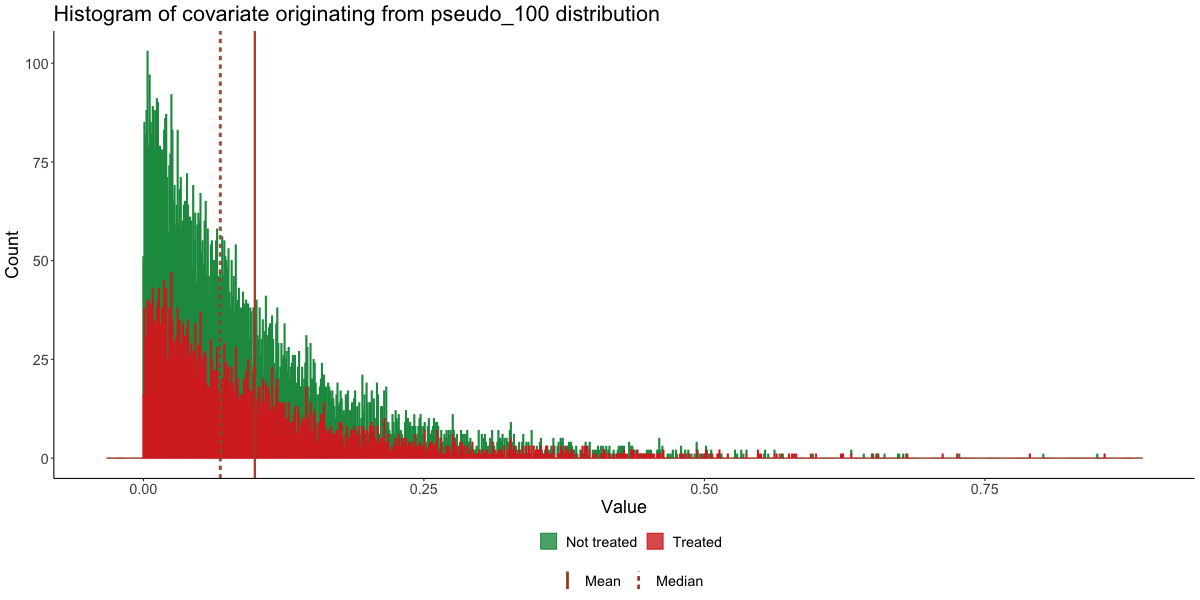 Histogram of covariate originating from pseudo_100 distribution
Count
100
75
50
25
0
0.00 0.25 0.50 0.75
Value
Not treated Treated
Mean Median